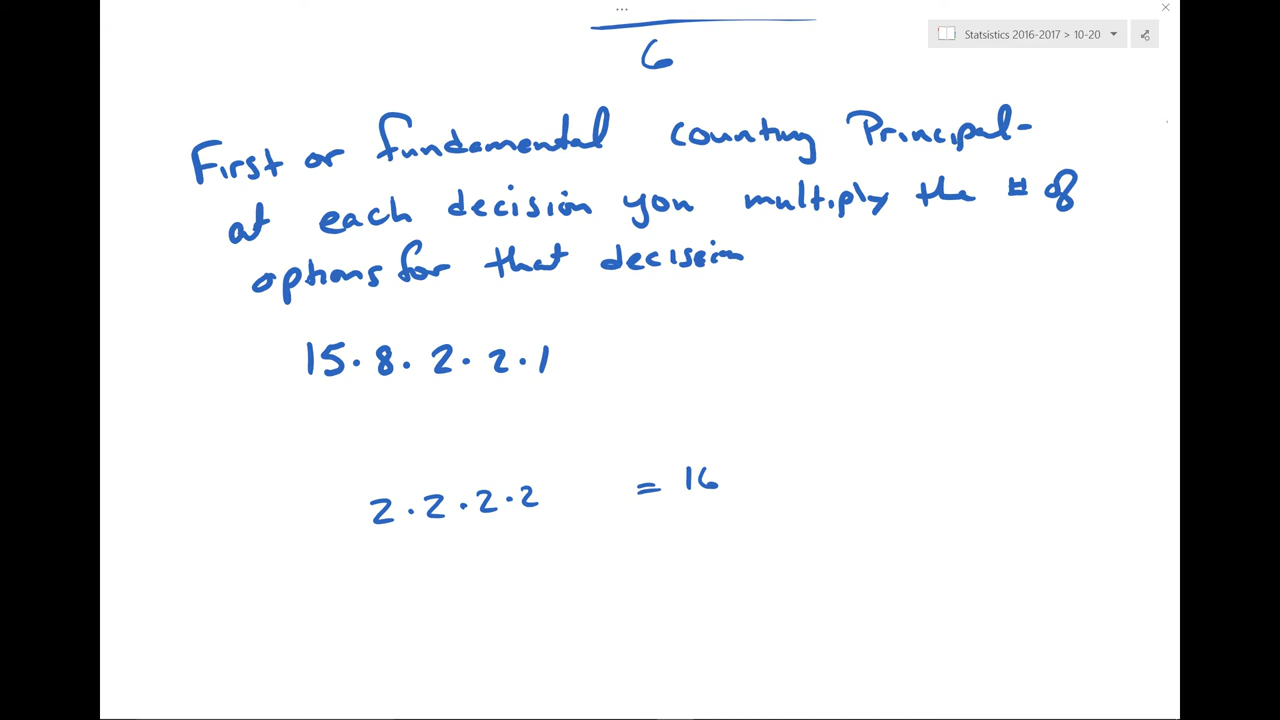 ...
Statsistics 2016-2017 > 10-20
6
First or fundamental counting Principal-
at each decision you multiply the # of
options for that decision
15 · 8 · 2 · 2 · 1
2 · 2 · 2 · 2 = 16